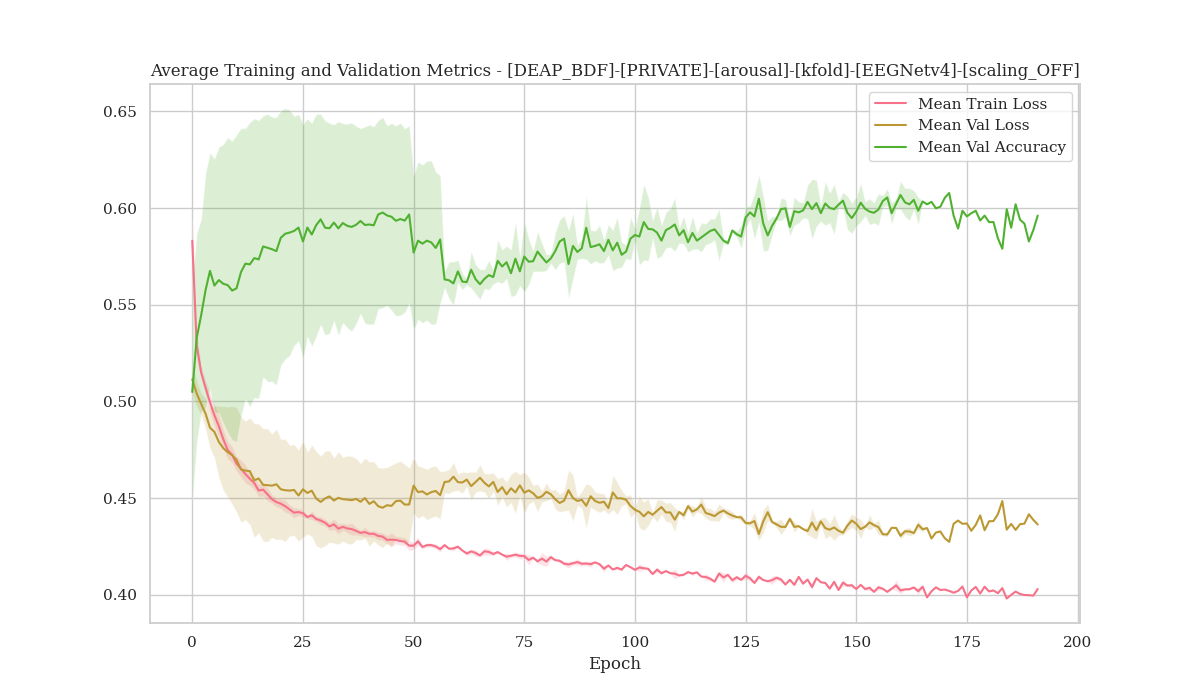 Average Training and Validation Metrics - [DEAP_BDF]-[PRIVATE]-[arousal]-[kfold]-[EEGNetv4]-[scaling_OFF]
Mean Train Loss
Mean Val Loss
Mean Val Accuracy
0.65
0.60
0.55
0.50
0.45
0.40
0 25 50 75 100 125 150 175 200
Epoch